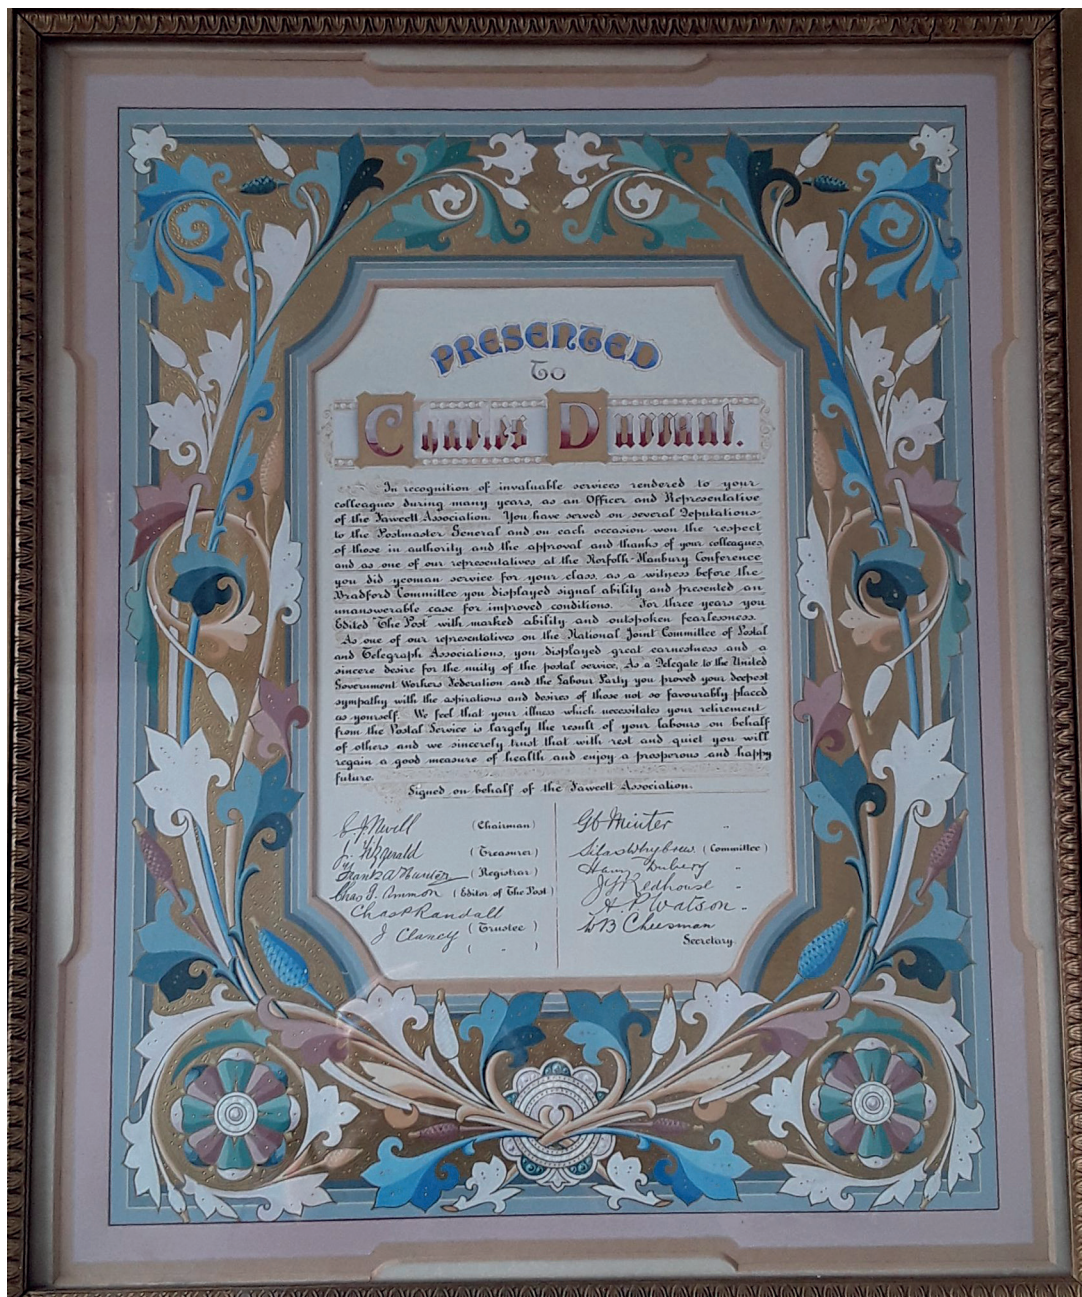 PRESENTED
To
Charles Durrant.
In recognition of invaluable services rendered to your
colleagues during many years, as an Officer and Representative
of the Fawcett Association. You have served on several Deputations
to the Postmaster General and on each occasion won the respect
of those in authority and the approval and thanks of your colleagues
and as one of our representatives at the Norfolk-Hanbury Conference
you did yeoman service for your class, as a witness before the
Bradford Committee you displayed signal ability and presented an
unanswerable case for improved conditions. For three years you
Edited "The Post" with marked ability and outspoken fearlessness.
As one of our representatives on the National Joint Committee of Postal
and Telegraph Associations, you displayed great earnestness and a
sincere desire for the unity of the postal service. As a Delegate to the United
Government Workers Federation and the Labour Party you proved your deepest
sympathy with the aspirations and desires of those not so favourably placed
as yourself. We feel that your illness which necessitates your retirement
from the Postal Service is largely the result of your labours on behalf
of others and we sincerely trust that with rest and quiet you will
regain a good measure of health and enjoy a prosperous and happy
future.
Signed on behalf of the Fawcett Association.
J Nevill (Chairman)
J. Fitzgerald (Treasurer)
Frank A Hunter (Registrar)
Chas G. Ammon (Editor of The Post)
Chas P Randall
J Clancy (Trustee)
( " )
G B Minter "
Silas Whybrew (Committee)
Harry "
J G Redhouse "
A. P. Watson "
W B Cheesman
Secretary.